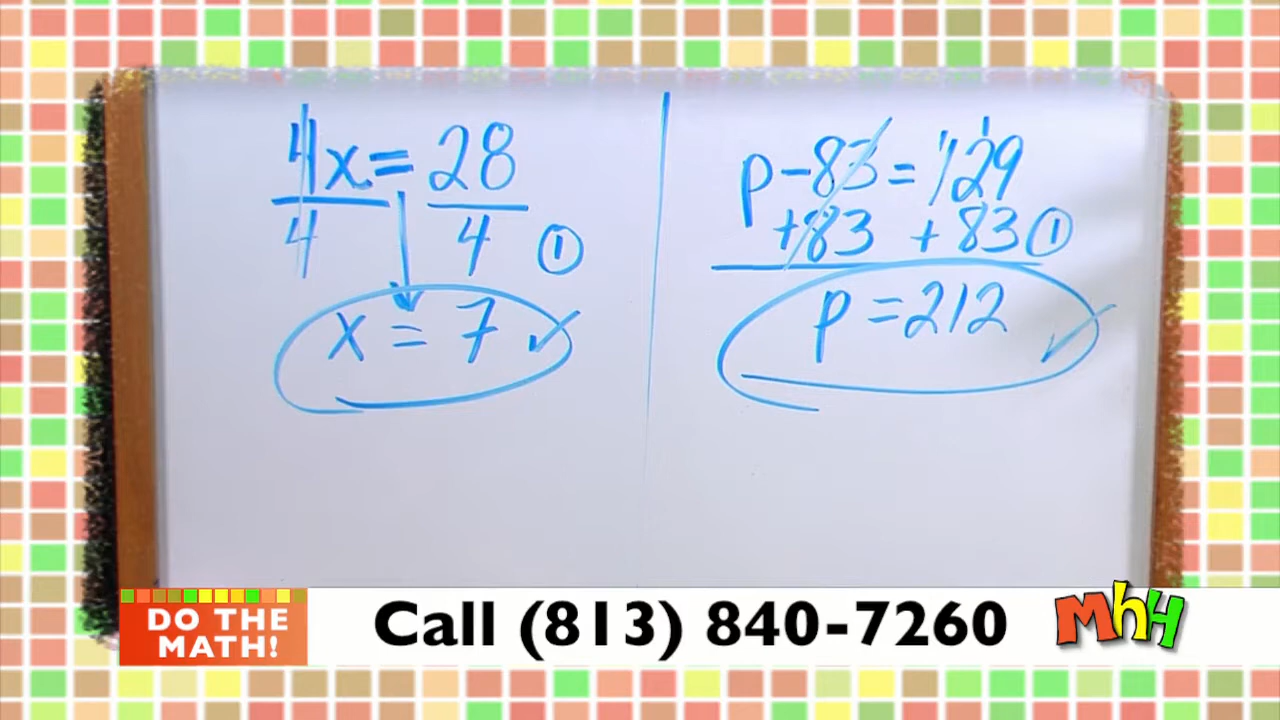 4x = 28
4 4 ①
x = 7 ✓
p - 83 = 129
+83 + 83 ①
p = 212 ✓
DO THE
MATH!
Call (813) 840-7260
Mh4